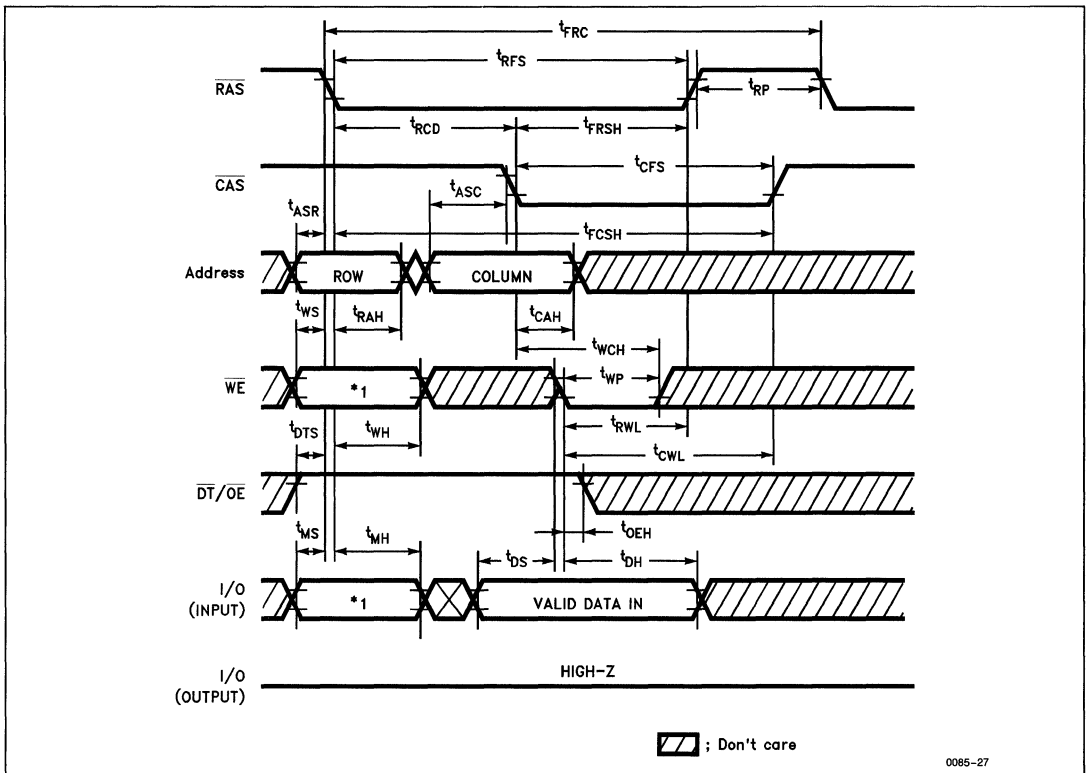 tFRC
tRFS
RAS
tRP
tRCD
tFRSH
tCFS
CAS
tASC
tASR
tFCSH
Address
ROW
COLUMN
tWS
tRAH
tCAH
tWCH
tWP
WE
*1
tDTS
tWH
tRWL
tCWL
DT/OE
tOEH
tMS
tMH
tDS
tDH
I/O
(INPUT)
*1
VALID DATA IN
I/O
(OUTPUT)
HIGH-Z
; Don't care
0085-27